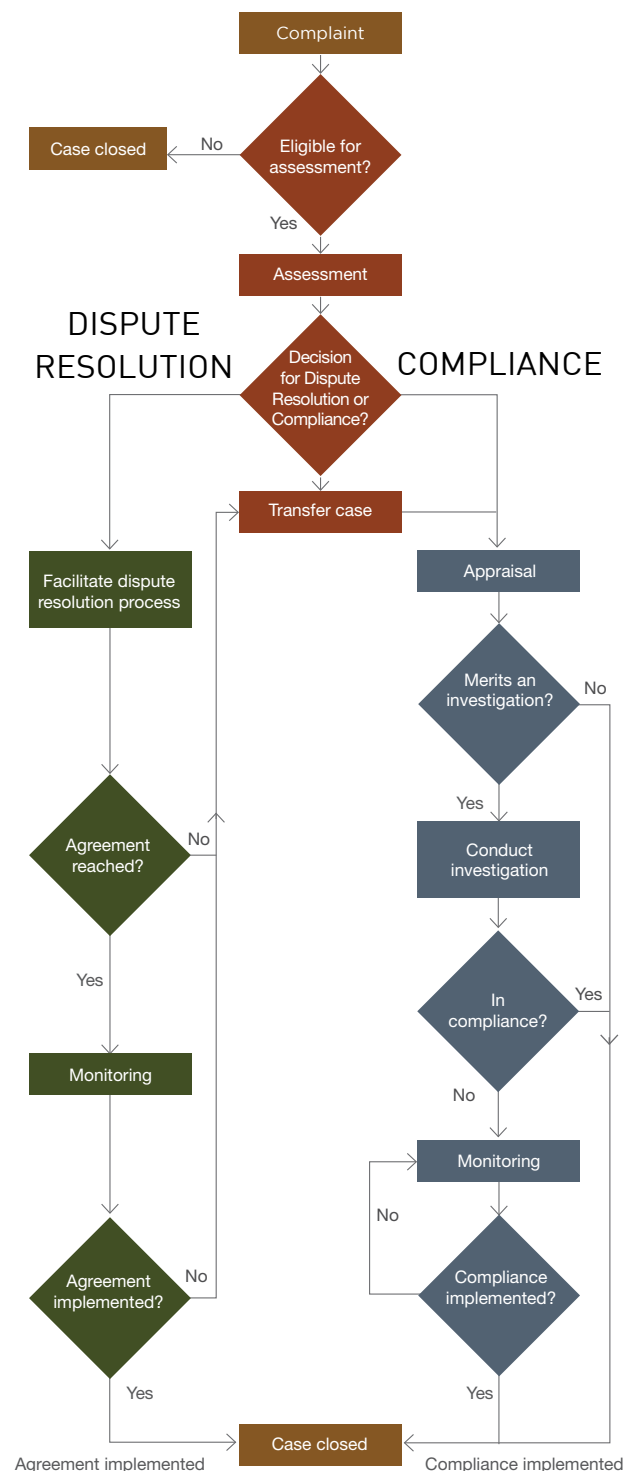 Complaint
Eligible for
assessment?
No
Case closed
Yes
Assessment
DISPUTE
RESOLUTION
Decision
for Dispute
Resolution or
Compliance?
COMPLIANCE
Transfer case
Facilitate dispute
resolution process
Appraisal
Merits an
investigation?
No
Yes
Agreement
reached?
No
Conduct
investigation
Yes
In
compliance?
Yes
Monitoring
No
Monitoring
No
Agreement
implemented?
No
Compliance
implemented?
Yes
Yes
Case closed
Agreement implemented
Compliance implemented